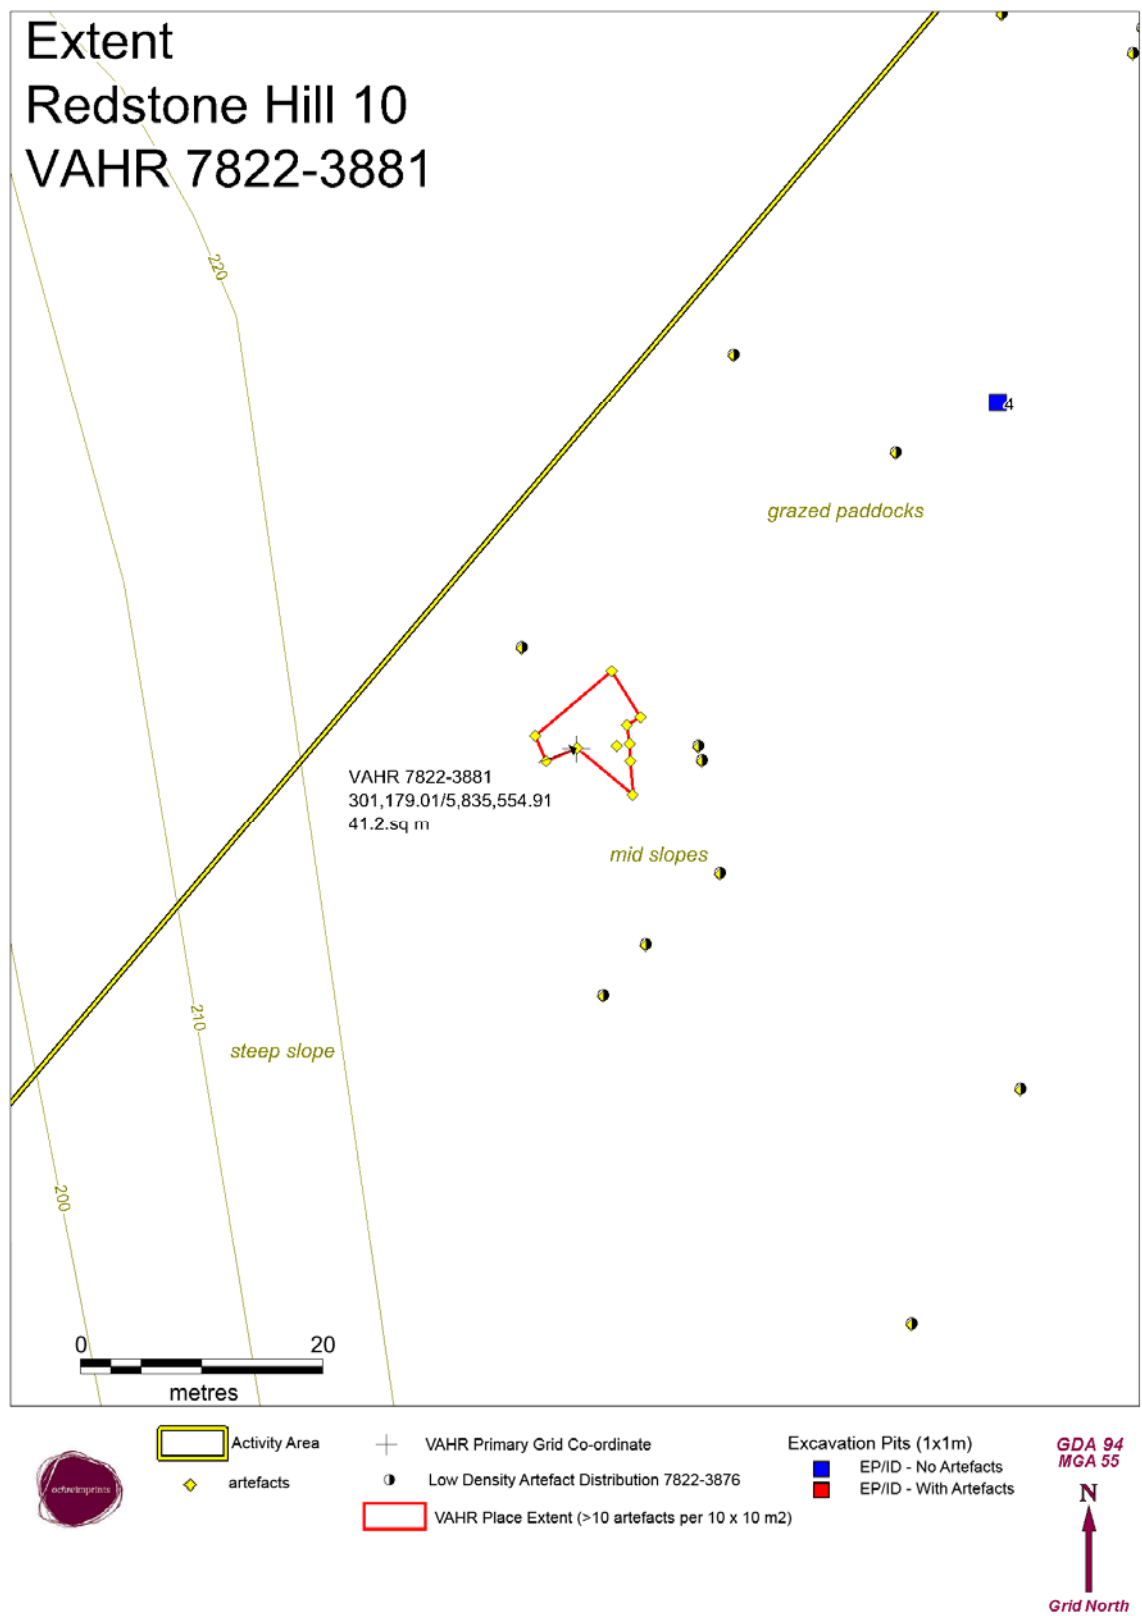 Extent
Redstone Hill 10
VAHR 7822-3881
220
4
grazed paddocks
VAHR 7822-3881
301,179.01/5,835,554.91
41.2.sq m
mid slopes
210
steep slope
200
0 20
metres
Activity Area
artefacts
VAHR Primary Grid Co-ordinate
Low Density Artefact Distribution 7822-3876
VAHR Place Extent (>10 artefacts per 10 x 10 m2)
Excavation Pits (1x1m)
EP/ID - No Artefacts
EP/ID - With Artefacts
GDA 94
MGA 55
N
Grid North
ochreimprints